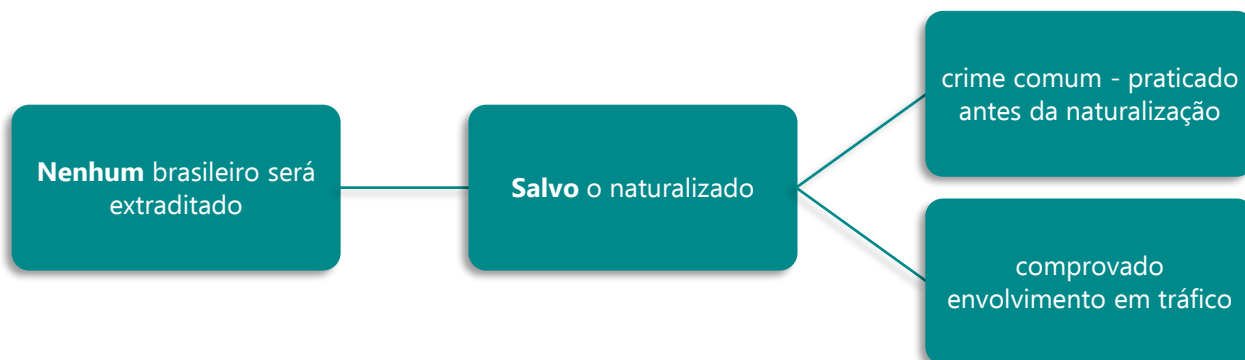 Nenhum brasileiro será
extraditado
Salvo o naturalizado
crime comum - praticado
antes da naturalização
comprovado
envolvimento em tráfico